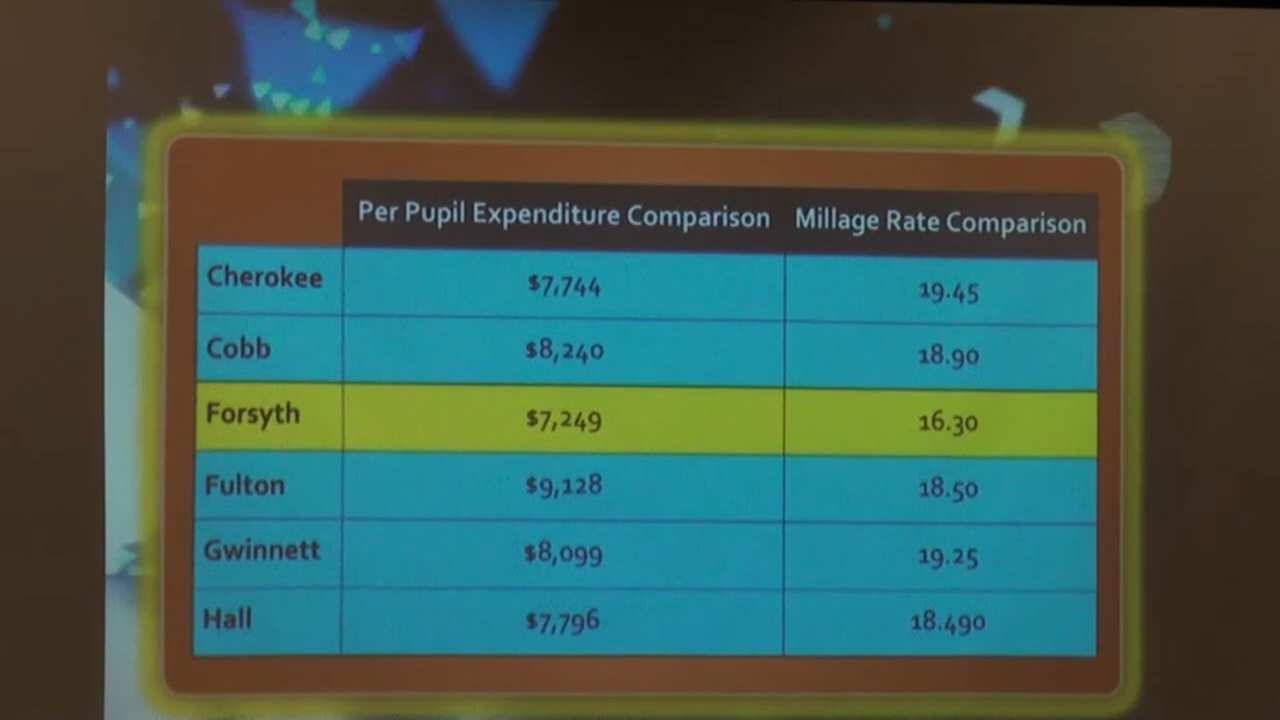 Per Pupil Expenditure Comparison Millage Rate Comparison
Cherokee $7,744 19.45
Cobb $8,240 18.90
Forsyth $7,249 16.30
Fulton $9,128 18.50
Gwinnett $8,099 19.25
Hall $7,796 18.490